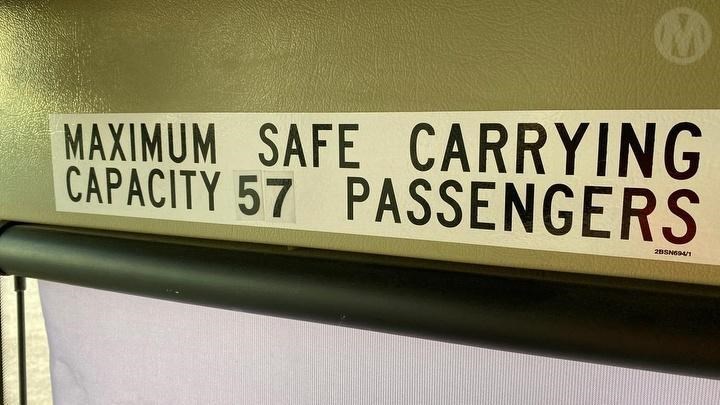 M
MAXIMUM SAFE CARRYING
CAPACITY 57 PASSENGERS
2BSN694/1